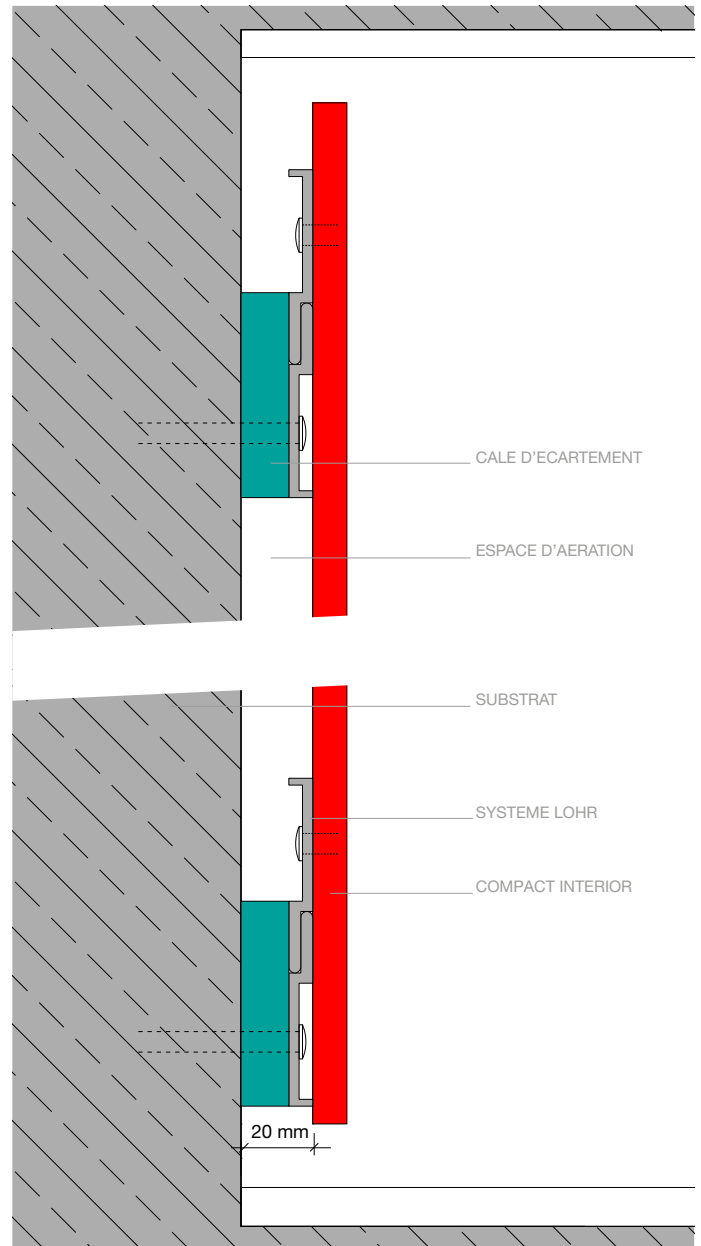 CALE D'ECARTEMENT
ESPACE D'AERATION
SUBSTRAT
SYSTEME LOHR
COMPACT INTERIOR
20 mm